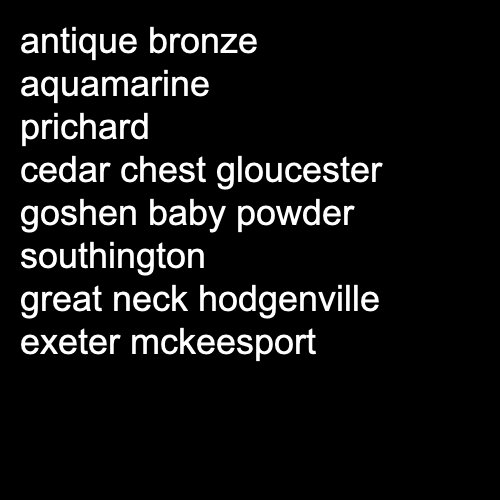 antique bronze
aquamarine
prichard
cedar chest gloucester
goshen baby powder
southington
great neck hodgenville
exeter mckeesport